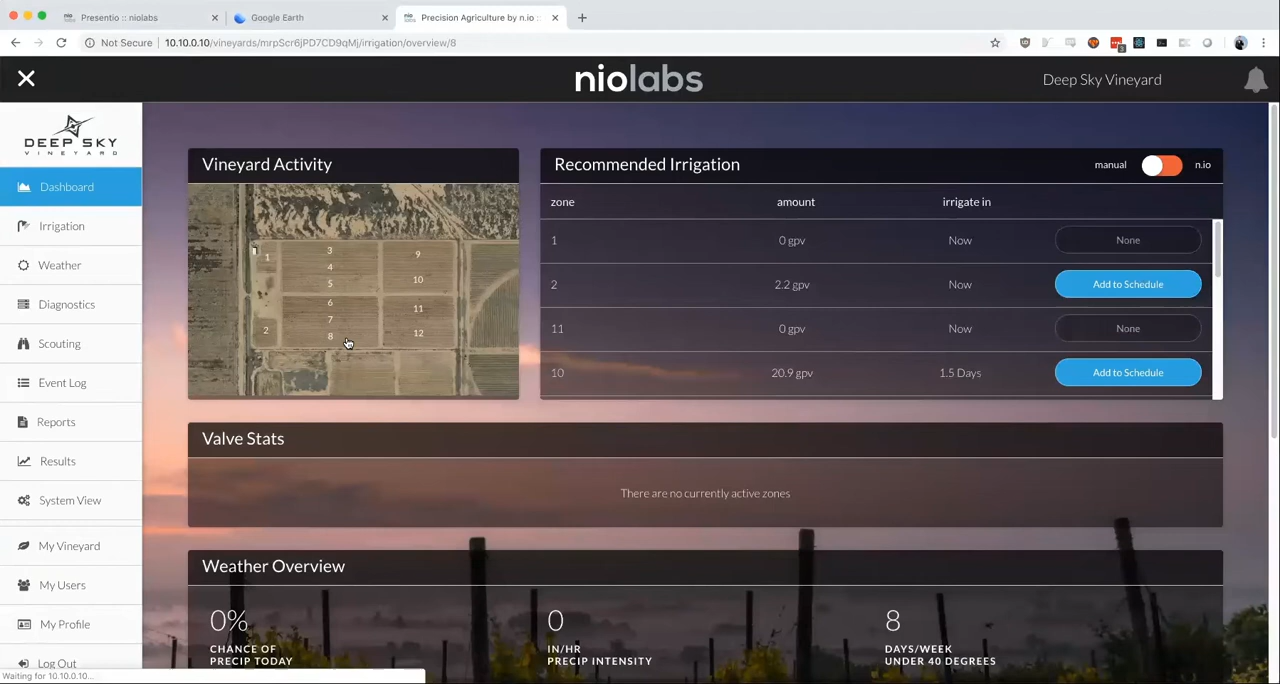 Presentio :: niolabs
Google Earth
Precision Agriculture by n.io ::
Not Secure 10.10.0.10/vineyards/mrpScr6jPD7CD9qMj/irrigation/overview/8
niolabs
Deep Sky Vineyard
DEEP SKY
VINEYARD
Dashboard
Irrigation
Weather
Diagnostics
Scouting
Event Log
Reports
Results
System View
My Vineyard
My Users
My Profile
Log Out
Vineyard Activity
1
3
4
5
6
7
8
2
9
10
11
12
Recommended Irrigation
manual n.io
zone amount irrigate in
1 0 gpv Now None
2 2.2 gpv Now Add to Schedule
11 0 gpv Now None
10 20.9 gpv 1.5 Days Add to Schedule
Valve Stats
There are no currently active zones
Weather Overview
0%
CHANCE OF
PRECIP TODAY
0
IN/HR
PRECIP INTENSITY
8
DAYS/WEEK
UNDER 40 DEGREES
Waiting for 10.10.0.10...